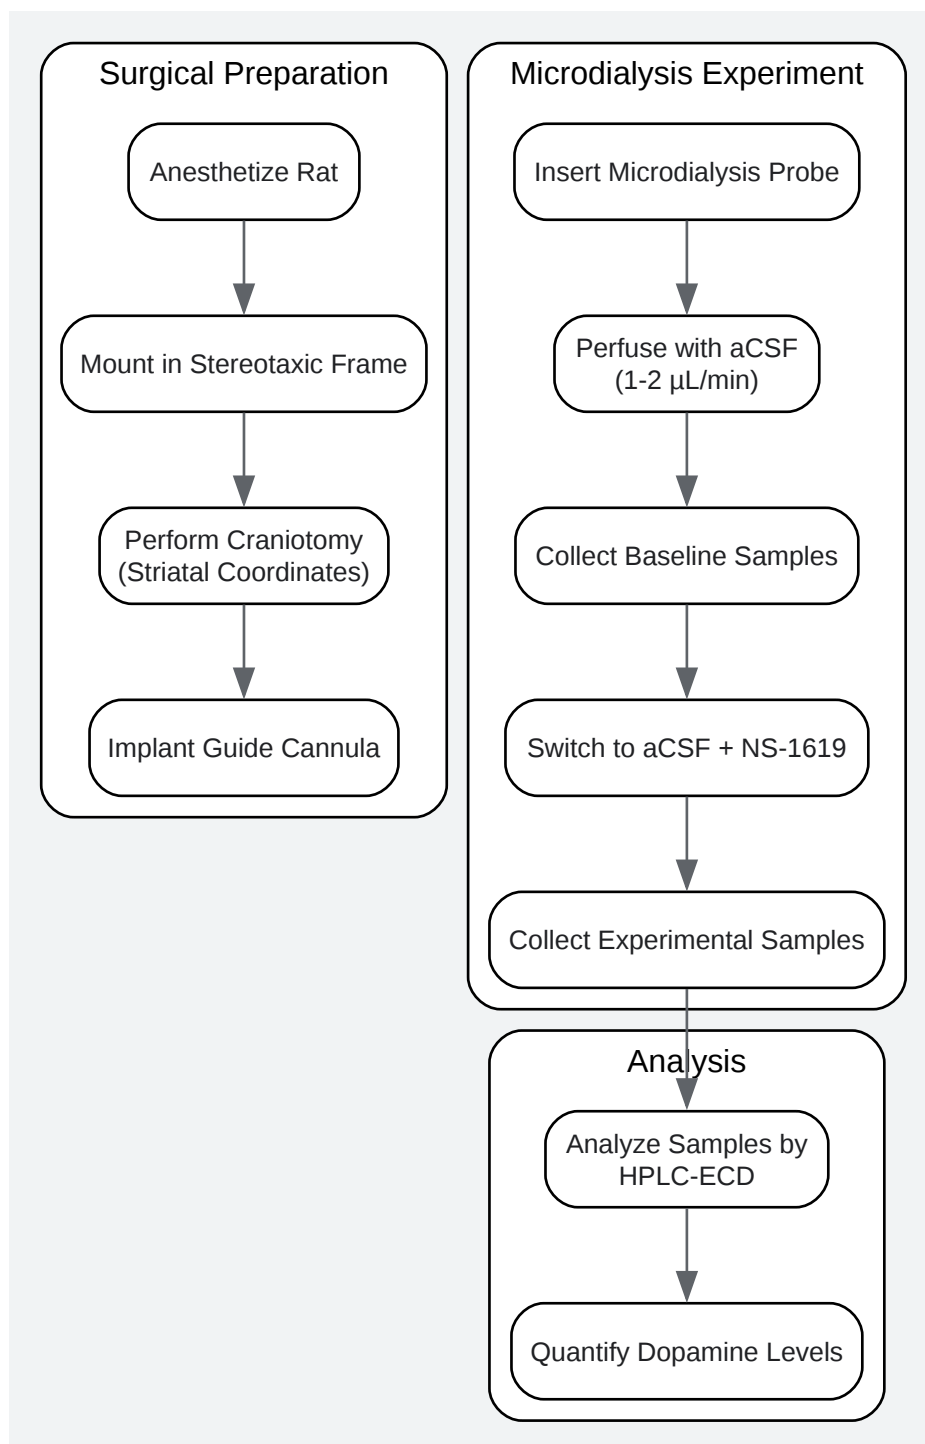 Surgical Preparation
Anesthetize Rat
Mount in Stereotaxic Frame
Perform Craniotomy
(Striatal Coordinates)
Implant Guide Cannula
Microdialysis Experiment
Insert Microdialysis Probe
Perfuse with aCSF
(1-2 µL/min)
Collect Baseline Samples
Switch to aCSF + NS-1619
Collect Experimental Samples
Analysis
Analyze Samples by
HPLC-ECD
Quantify Dopamine Levels